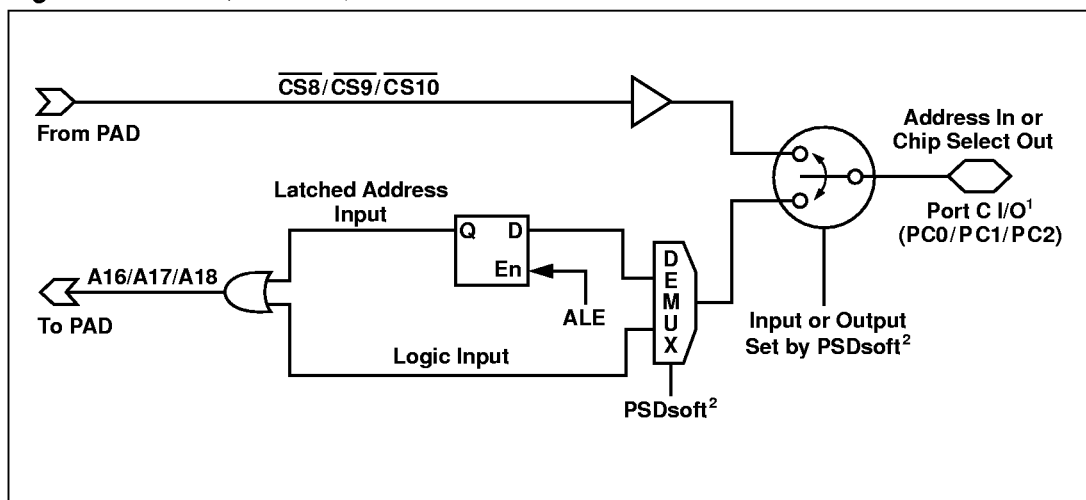 CS8/CS9/CS10
From PAD
Address In or
Chip Select Out
Port C I/O¹
(PC0/PC1/PC2)
Latched Address
Input
Q D
En
ALE
DEMUX
A16/A17/A18
To PAD
Logic Input
PSDsoft²
Input or Output
Set by PSDsoft²